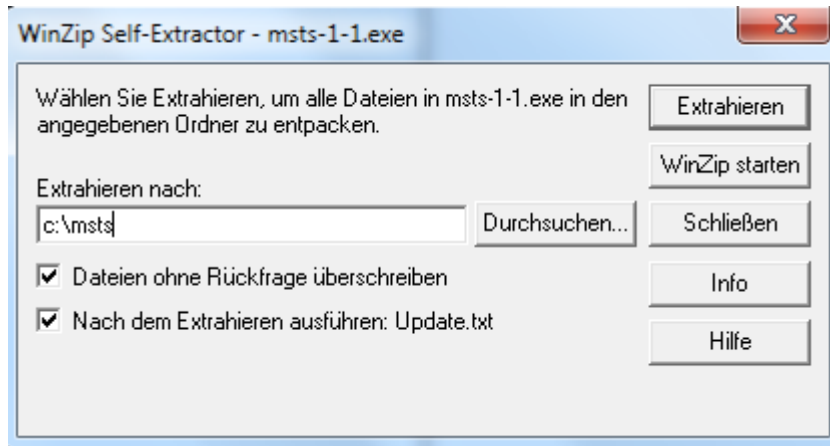 WinZip Self-Extractor - msts-1-1.exe
Wählen Sie Extrahieren, um alle Dateien in msts-1-1.exe in den
angegebenen Ordner zu entpacken.
Extrahieren nach:
c:\msts
Durchsuchen...
Dateien ohne Rückfrage überschreiben
Nach dem Extrahieren ausführen: Update.txt
Extrahieren
WinZip starten
Schließen
Info
Hilfe